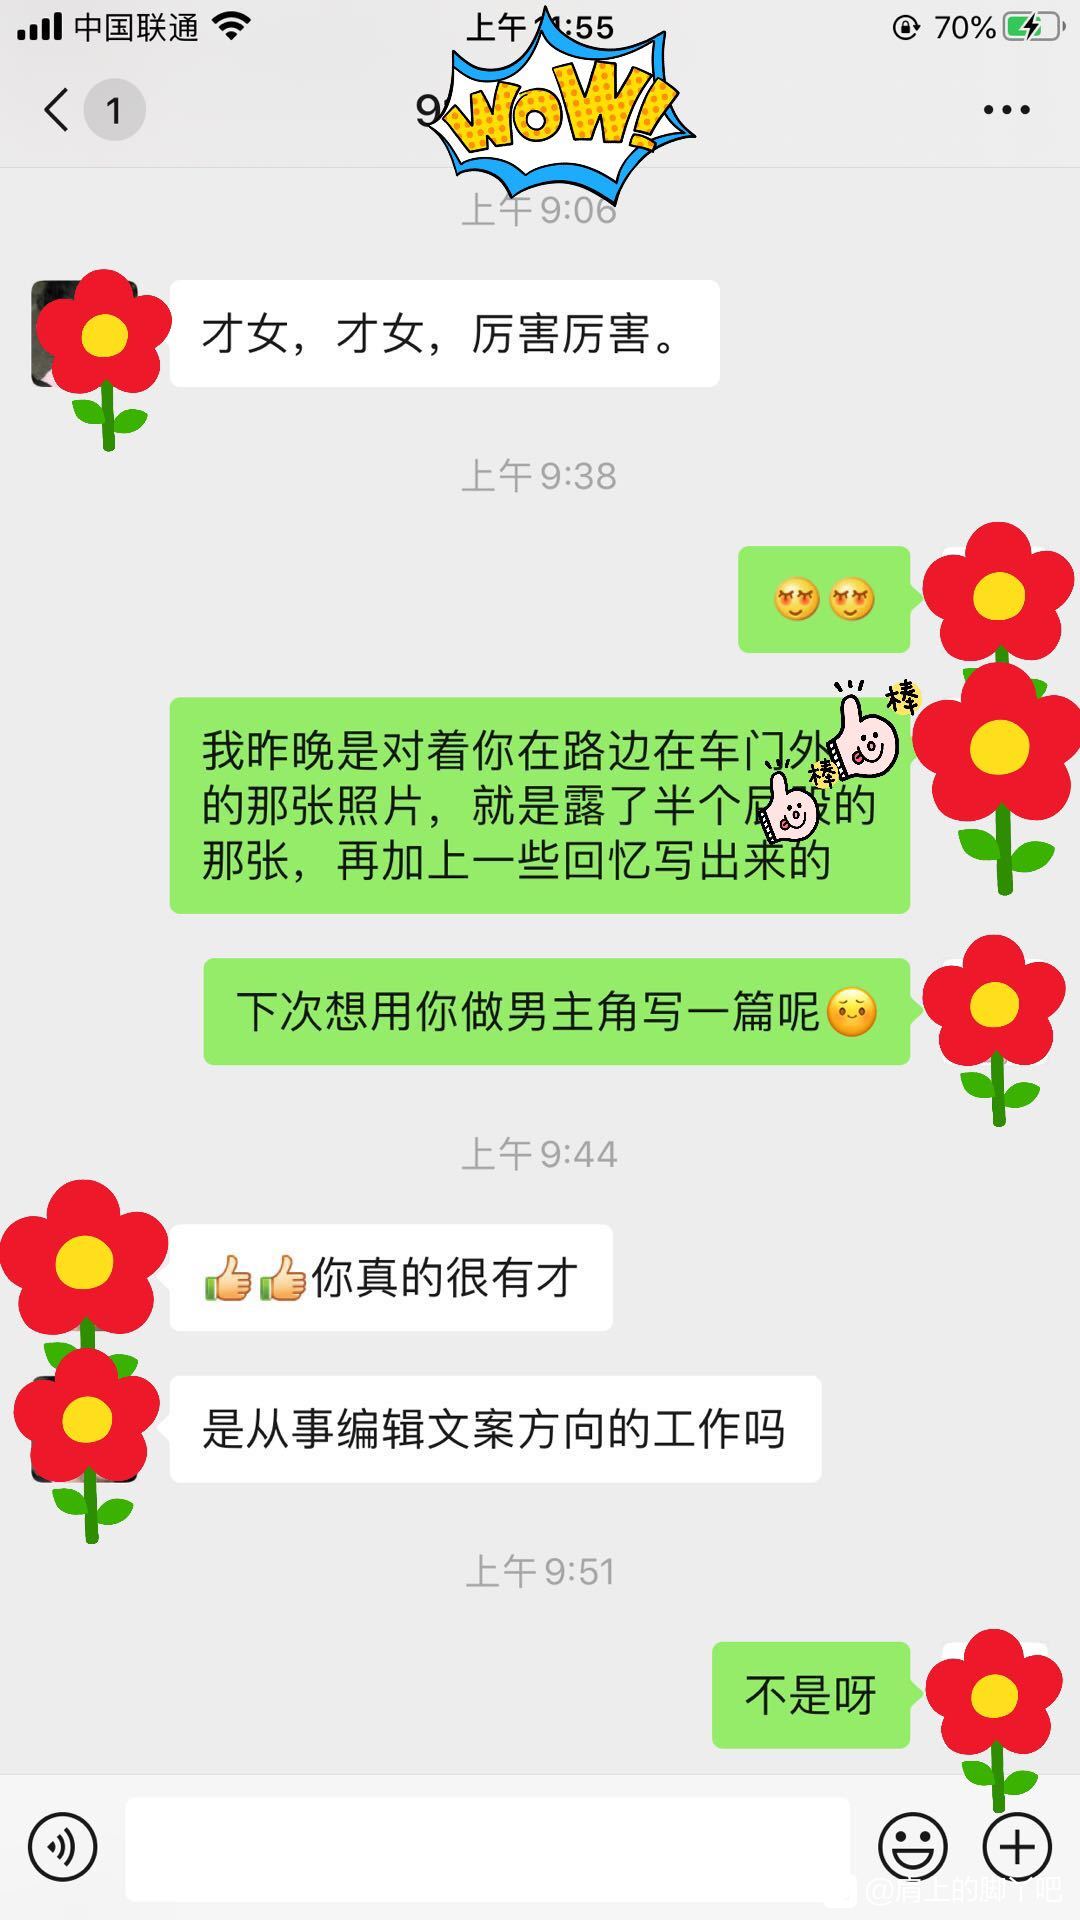 中国联通
上午
:55
70%
1
9
WOW!
上午 9:06
才女，才女，厉害厉害。
上午 9:38
棒
我昨晚是对着你在路边在车门外
棒
的那张照片，就是露了半个屁股的
那张，再加上一些回忆写出来的
下次想用你做男主角写一篇呢
上午 9:44
你真的很有才
是从事编辑文案方向的工作吗
上午 9:51
不是呀
@肩上的脚丫吧